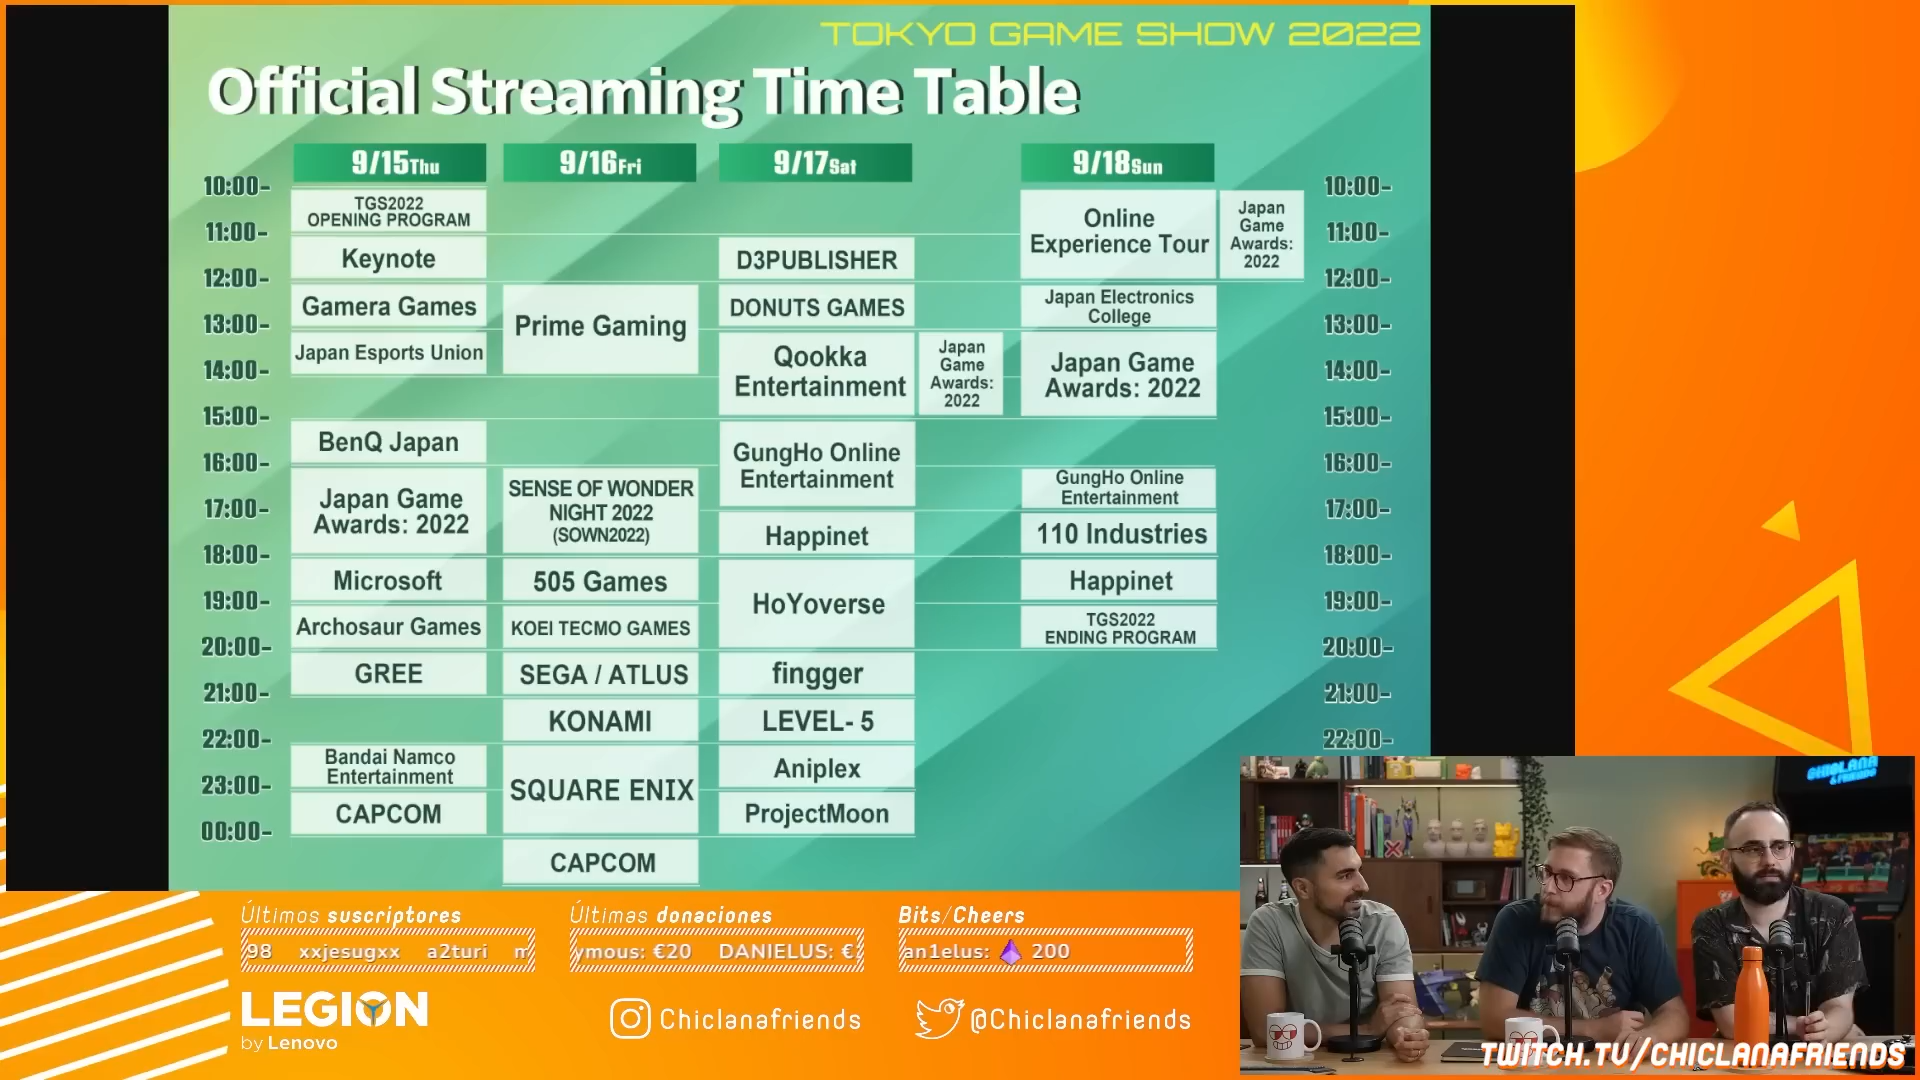 TOKYO GAME SHOW 2022
Official Streaming Time Table
9/15Thu
9/16Fri
9/17Sat
9/18Sun
10:00-
11:00-
12:00-
13:00-
14:00-
15:00-
16:00-
17:00-
18:00-
19:00-
20:00-
21:00-
22:00-
23:00-
00:00-
TGS2022
OPENING PROGRAM
Keynote
Gamera Games
Japan Esports Union
BenQ Japan
Japan Game
Awards: 2022
Microsoft
Archosaur Games
GREE
Bandai Namco
Entertainment
CAPCOM
Prime Gaming
SENSE OF WONDER
NIGHT 2022
(SOWN2022)
505 Games
KOEI TECMO GAMES
SEGA / ATLUS
KONAMI
SQUARE ENIX
CAPCOM
D3PUBLISHER
DONUTS GAMES
Qookka
Entertainment
Japan
Game
Awards:
2022
GungHo Online
Entertainment
Happinet
HoYoverse
fingger
LEVEL- 5
Aniplex
ProjectMoon
Online
Experience Tour
Japan
Game
Awards:
2022
Japan Electronics
College
Japan Game
Awards: 2022
GungHo Online
Entertainment
110 Industries
Happinet
TGS2022
ENDING PROGRAM
10:00-
11:00-
12:00-
13:00-
14:00-
15:00-
16:00-
17:00-
18:00-
19:00-
20:00-
21:00-
22:00-
CHICLANA
& FRIENDS
Últimos suscriptores
98 xxjesugxx a2turi m
Últimas donaciones
ymous: €20 DANIELUS: €
Bits/Cheers
an1elus: 200
LEGION
by Lenovo
Chiclanafriends
@Chiclanafriends
TWITCH.TV/CHICLANAFRIENDS